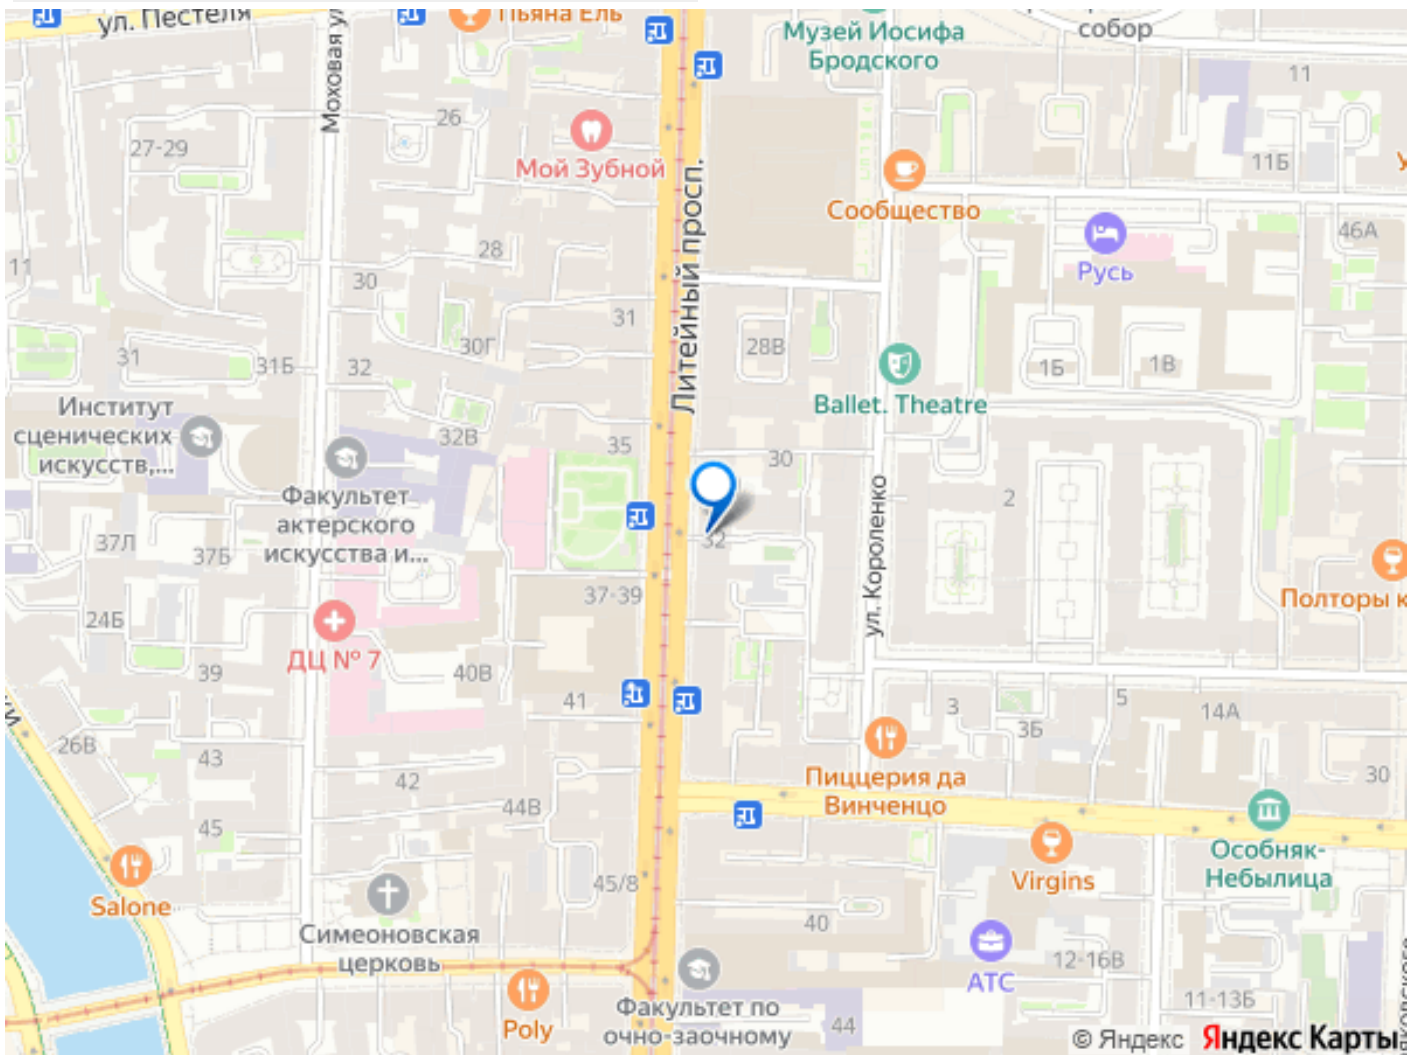 ул. Пестеля
Моховая ул
Пьяна Ель
Музей Иосифа
Бродского
собор
11
26
27-29
Мой Зубной
11Б
Сообщество
Литейный просп.
46А
Русь
28
11
30
31
30Г
28В
31
31Б
32
1Б
1В
Ballet. Theatre
Институт
сценических
искусств,...
32В
35
30
Факультет
актерского
искусства и...
2
ул. Короленко
37Л
37Б
32
37-39
Полторы к
24Б
ДЦ № 7
39
40В
41
3
3Б
5
14А
26В
43
42
Пиццерия да
Винченцо
30
44В
45
Особняк-
Небылица
Virgins
Salone
45/8
Симеоновская
церковь
40
АТС
12-16В
Poly
Факультет по
очно-заочному
44
11-13Б
© Яндекс Яндекс Карты